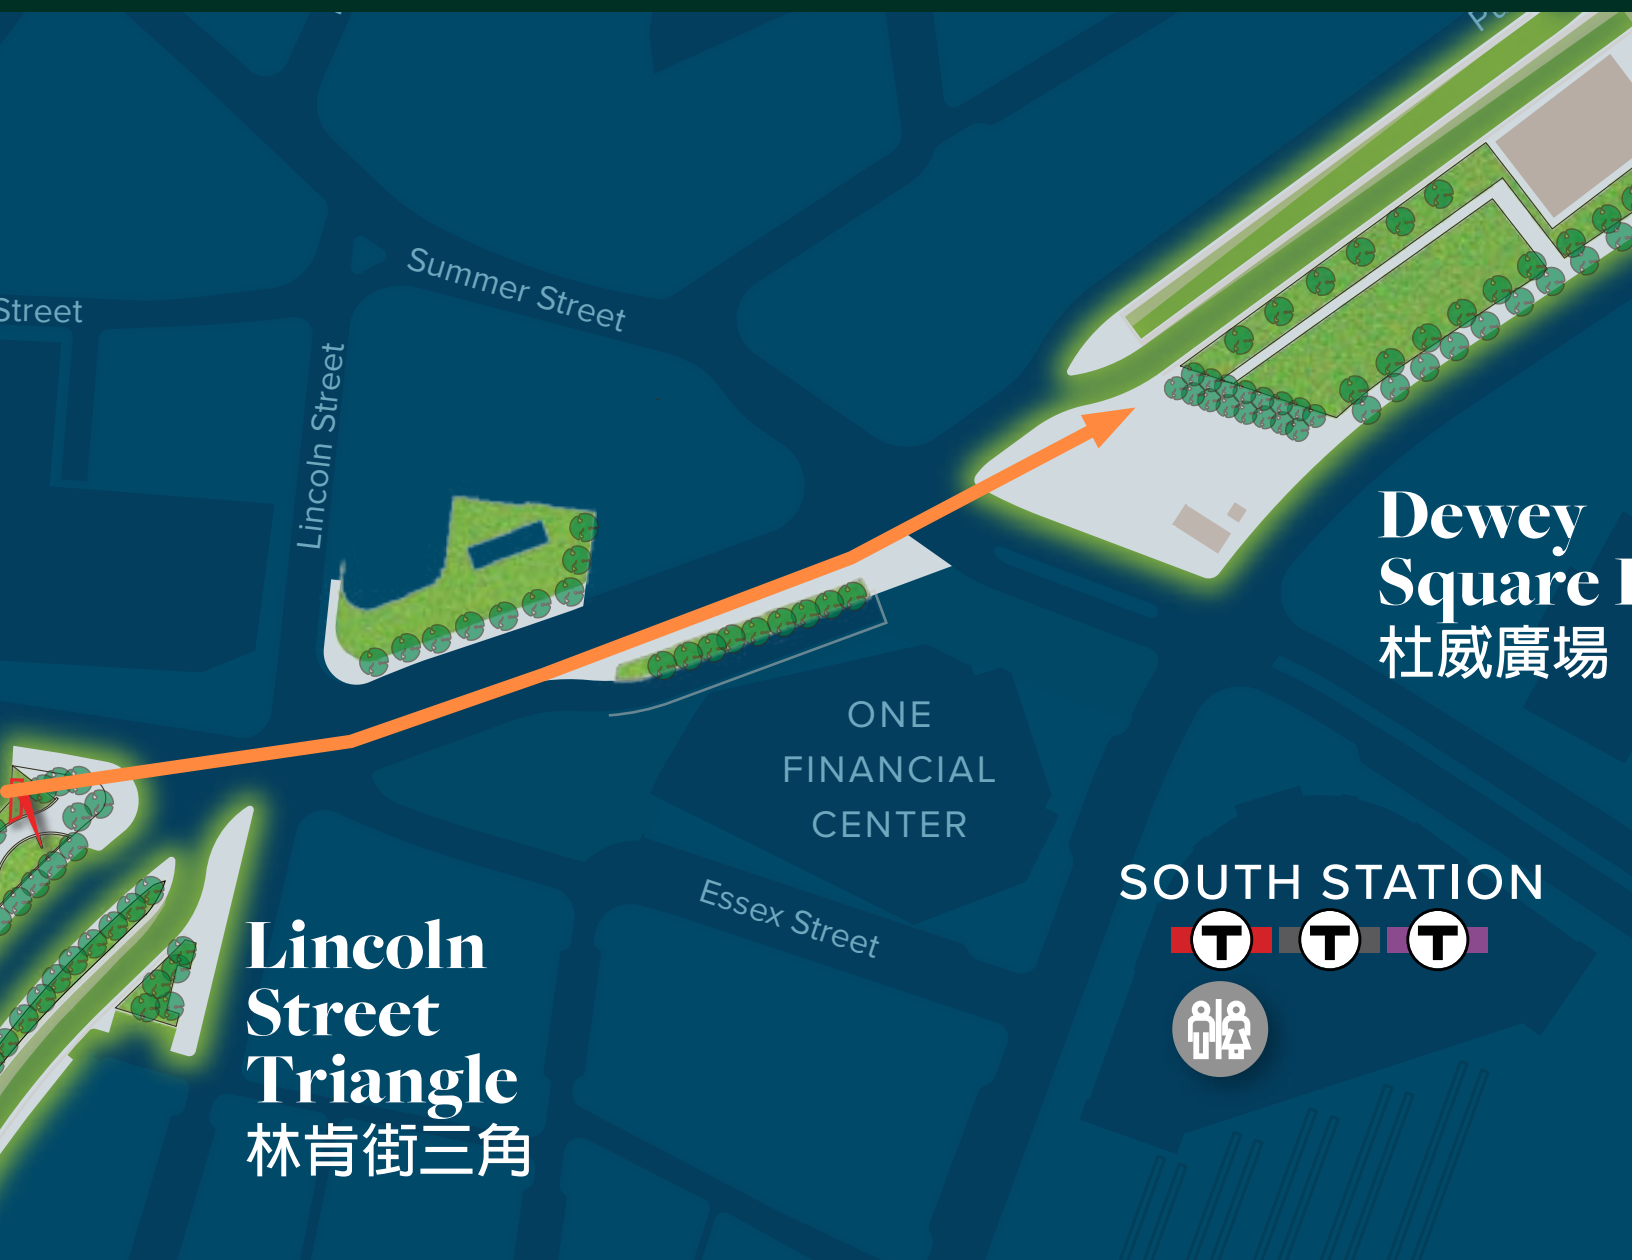 Summer Street
Street
Lincoln Street
Dewey
Square
杜威廣場
ONE
FINANCIAL
CENTER
SOUTH STATION
T T T
Essex Street
Lincoln
Street
Triangle
林肯街三角